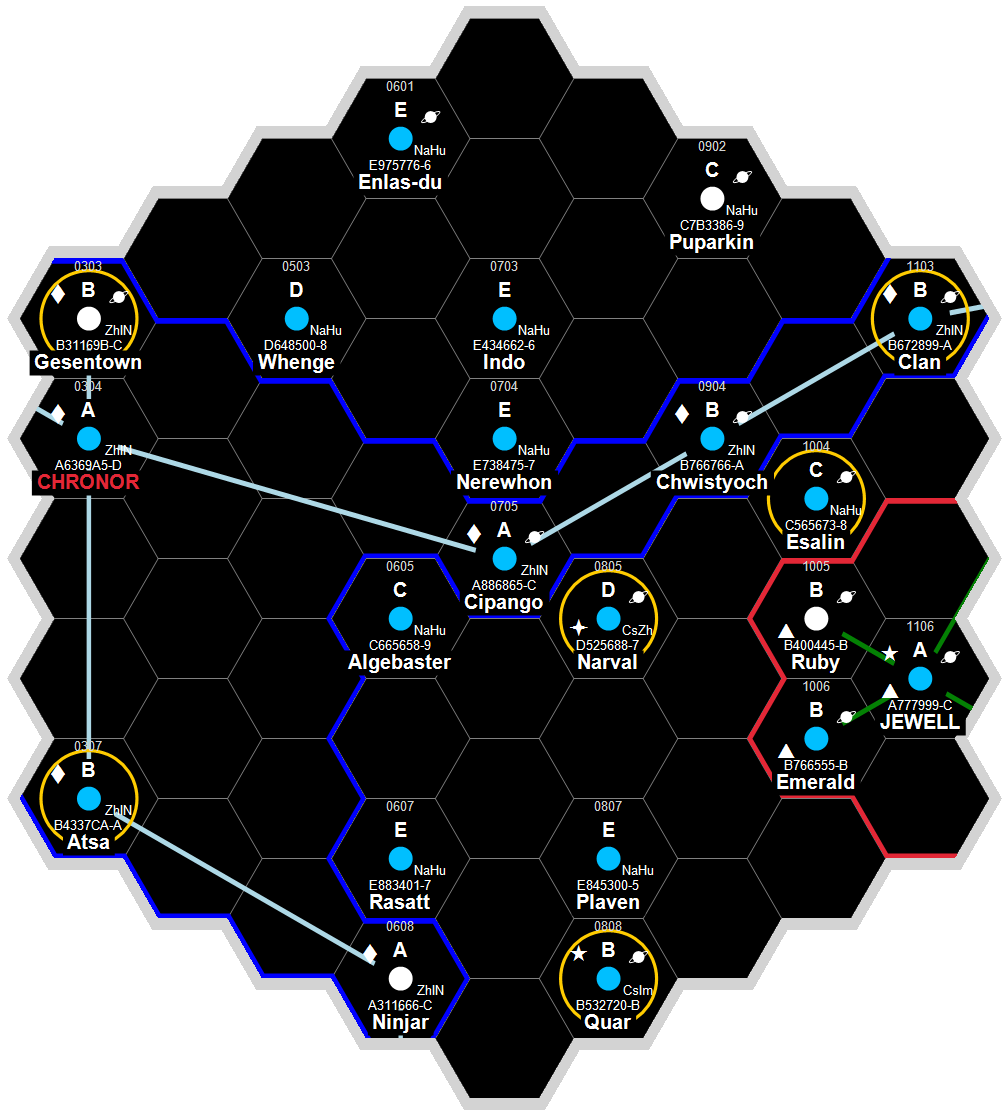 0601
E
NaHu
E975776-6
Enlas-du
0902
C
NaHu
C7B3386-9
Puparkin
0303
B
ZhIN
B31169B-C
Gesentown
0503
D
NaHu
D648500-8
Whenge
0703
E
NaHu
E434662-6
Indo
1103
B
ZhIN
B672899-A
Clan
0304
A
ZhIN
A6369A5-D
CHRONOR
0704
E
NaHu
E738475-7
Nerewhon
0904
B
ZhIN
B766766-A
Chwistyoch
1004
C
NaHu
C565673-8
Esalin
0705
A
ZhIN
A886865-C
Cipango
0605
C
NaHu
C665658-9
Algebaster
0805
D
CsZh
D525688-7
Narval
1005
B
B400445-B
Ruby
1106
A
A777999-C
JEWELL
1006
B
B766555-B
Emerald
0307
B
ZhIN
B4337CA-A
Atsa
0607
E
NaHu
E883401-7
Rasatt
0807
E
NaHu
E845300-5
Plaven
0608
A
ZhIN
A311666-C
Ninjar
0808
B
CsIm
B532720-B
Quar